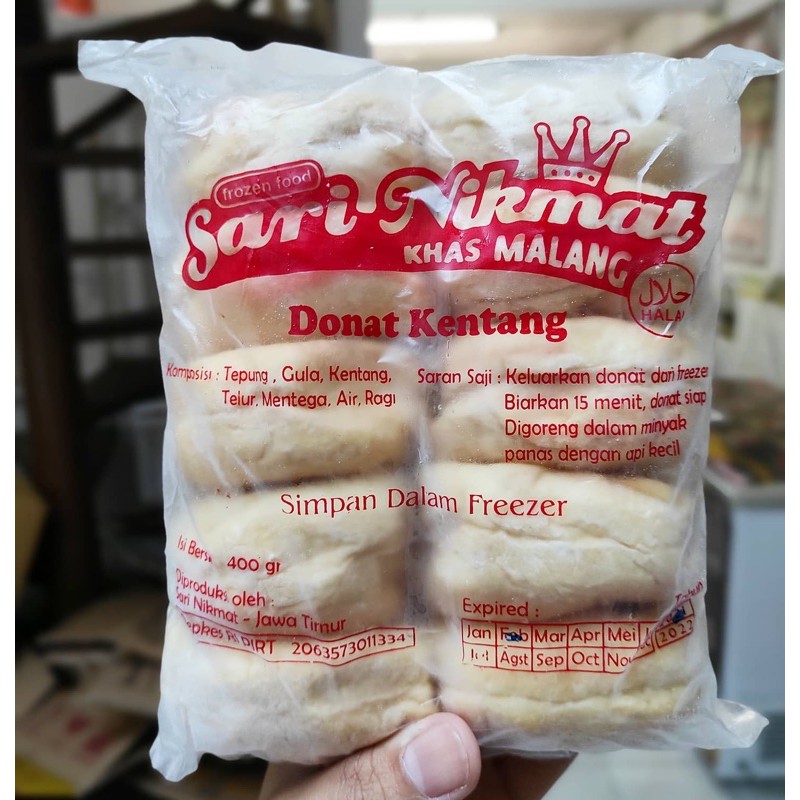 frozen food
Sari Nikmat
KHAS MALANG
حلال
HALAL
Donat Kentang
Komposisi : Tepung , Gula, Kentang,
Telur, Mentega, Air, Ragi
Saran Saji : Keluarkan donat dari freezer
Biarkan 15 menit, donat siap
Digoreng dalam minyak
panas dengan api kecil
Simpan Dalam Freezer
Isi Bersi 400 gr
Diproduksi oleh :
Sari Nikmat - Jawa Timur
epkes RI PIRT 2063573011334
Expired :
Tahun
Jan Feb Mar Apr Mei
Jul Agst Sep Oct Nov